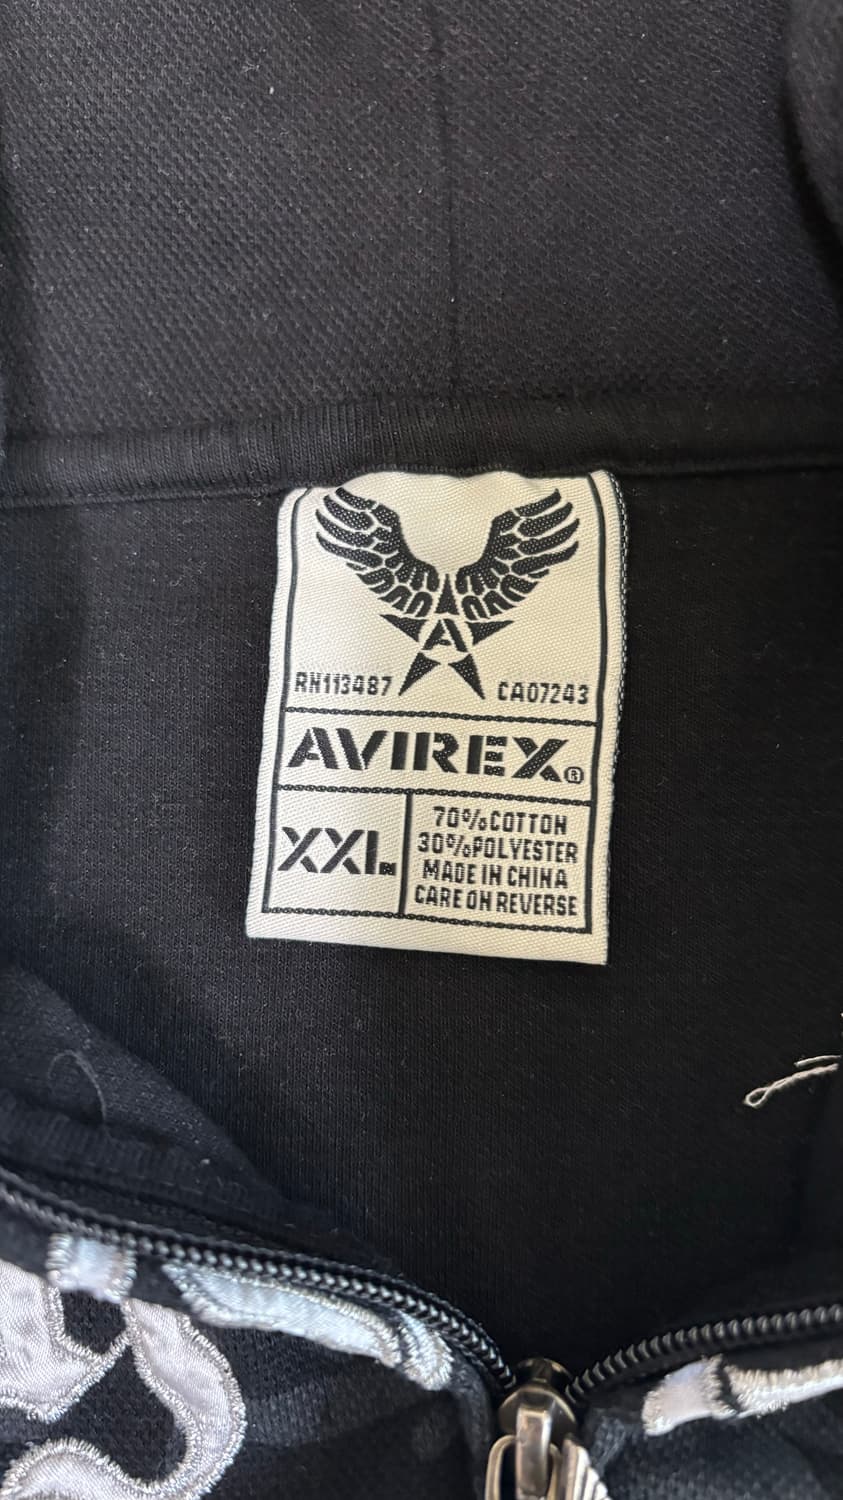 A
RN113487 CA07243
AVIREX®
XXL
70%COTTON
30%POLYESTER
MADE IN CHINA
CARE ON REVERSE